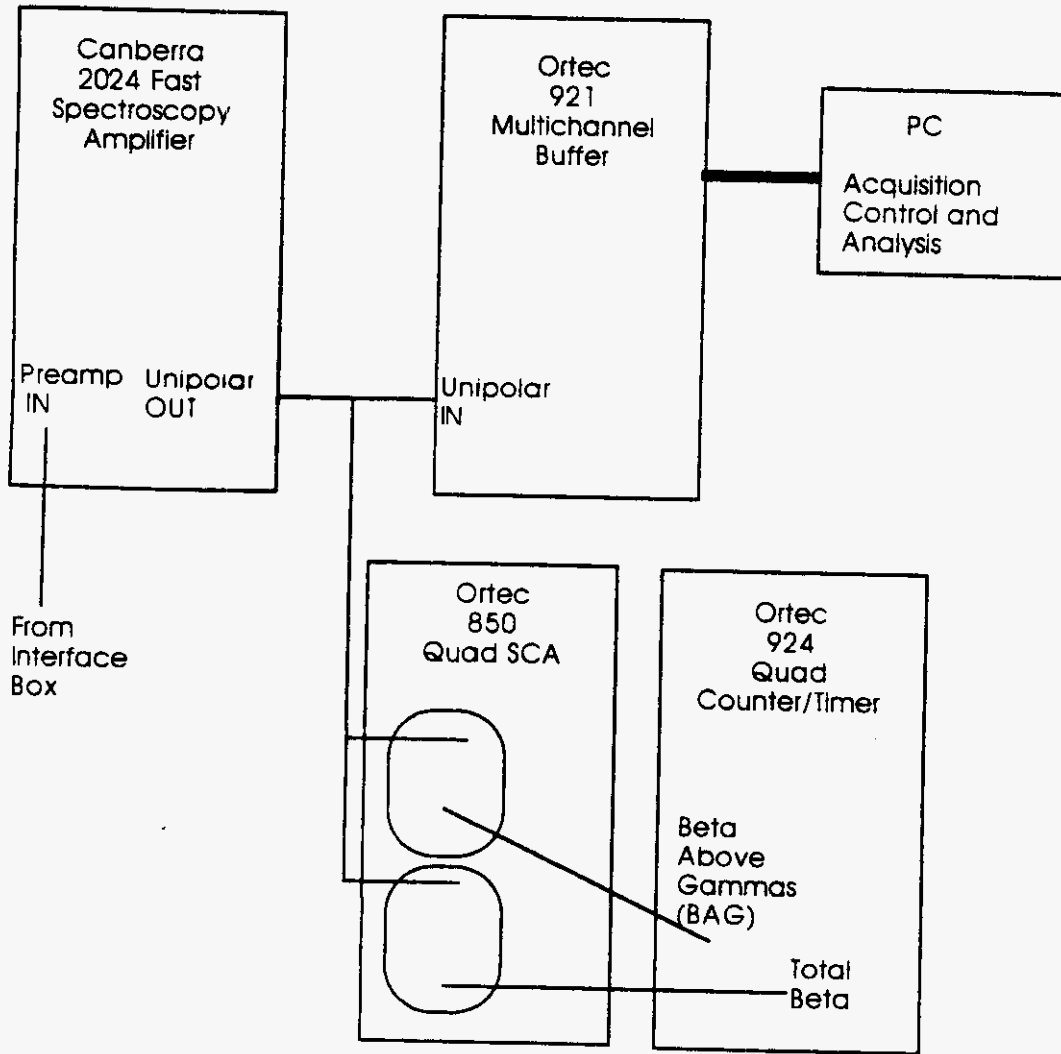 Canberra
2024 Fast
Spectroscopy
Amplifier
Preamp
IN
Unipolar
OUT
From
Interface
Box
Ortec
921
Multichannel
Buffer
Unipolar
IN
PC
Acquisition
Control and
Analysis
Ortec
850
Quad SCA
Ortec
924
Quad
Counter/Timer
Beta
Above
Gammas
(BAG)
Total
Beta